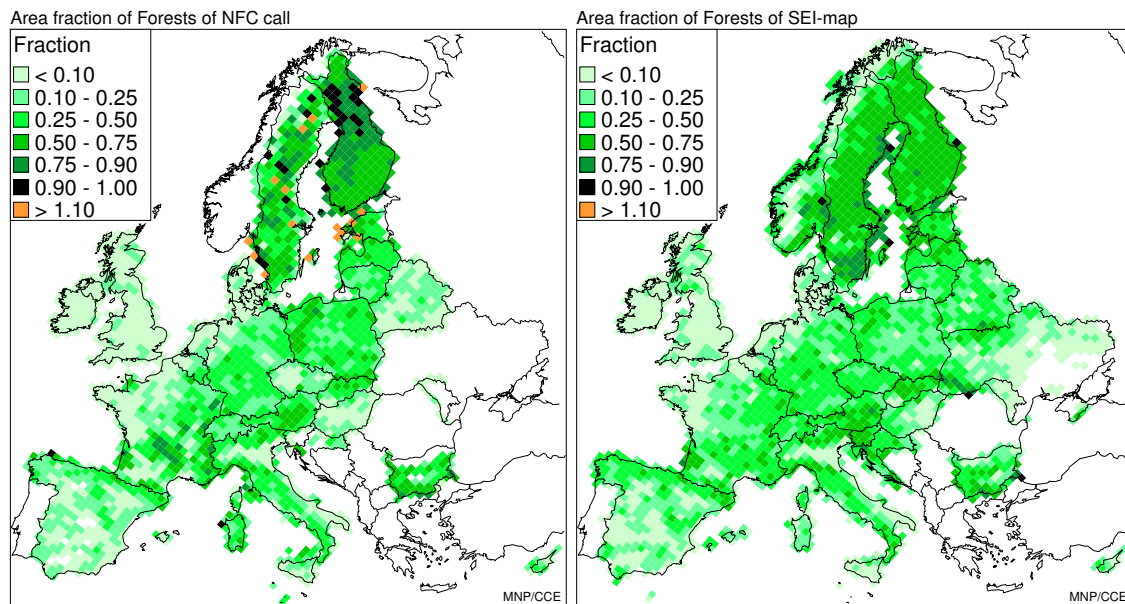 Area fraction of Forests of NFC call
Fraction
< 0.10
0.10 - 0.25
0.25 - 0.50
0.50 - 0.75
0.75 - 0.90
0.90 - 1.00
> 1.10
MNP/CCE
Area fraction of Forests of SEI-map
Fraction
< 0.10
0.10 - 0.25
0.25 - 0.50
0.50 - 0.75
0.75 - 0.90
0.90 - 1.00
> 1.10
MNP/CCE